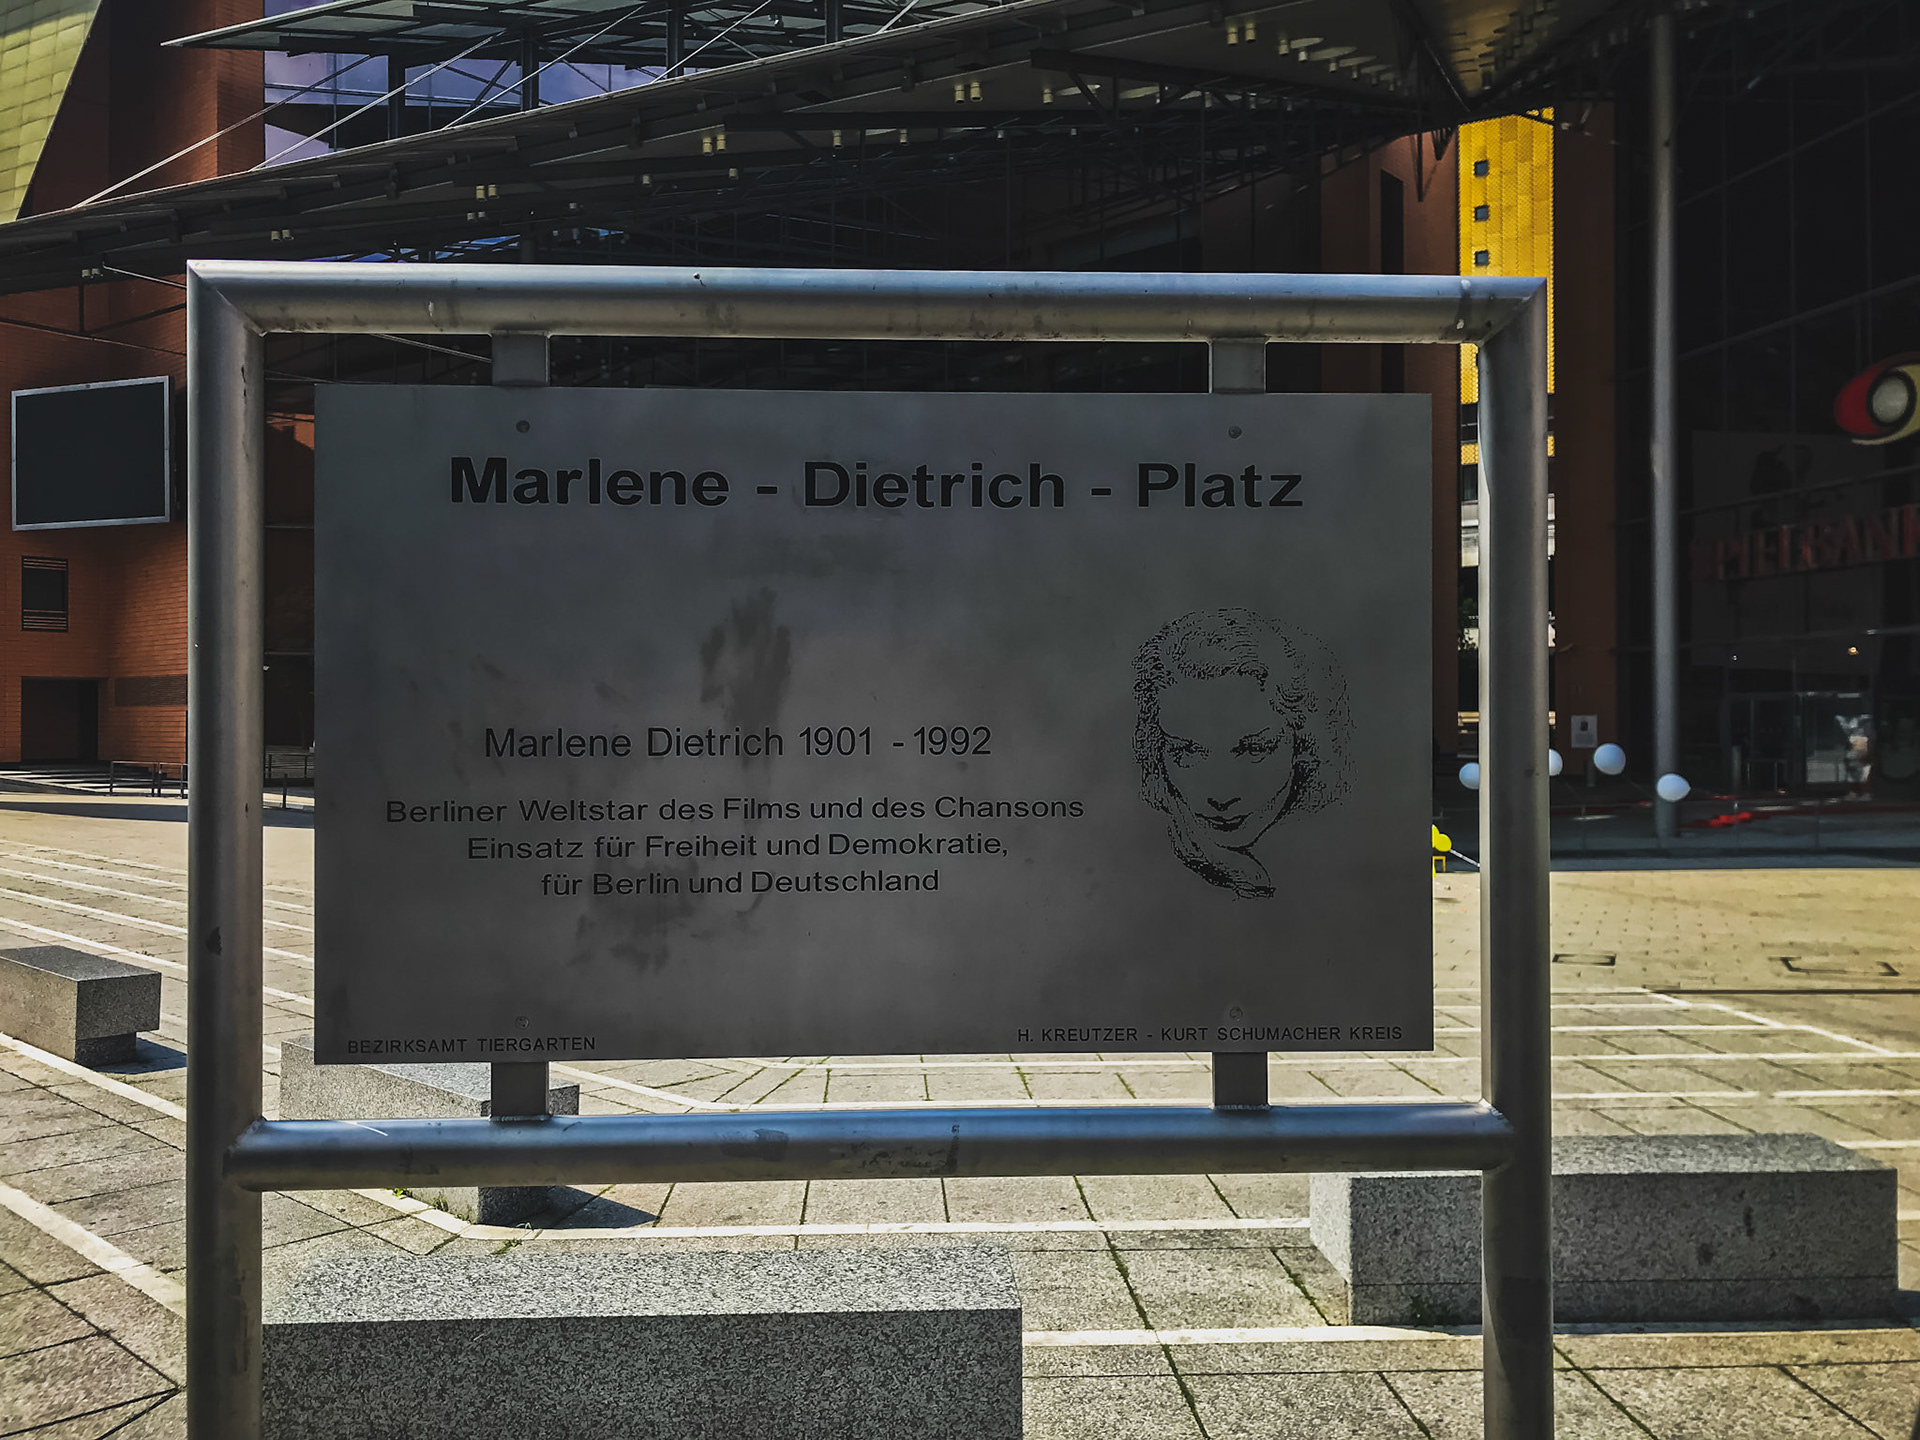 Marlene - Dietrich - Platz
Marlene Dietrich 1901 - 1992
Berliner Weltstar des Films und des Chansons
Einsatz für Freiheit und Demokratie,
für Berlin und Deutschland
BEZIRKSAMT TIERGARTEN
H. KREUTZER - KURT SCHUMACHER KREIS
SPIELBANK